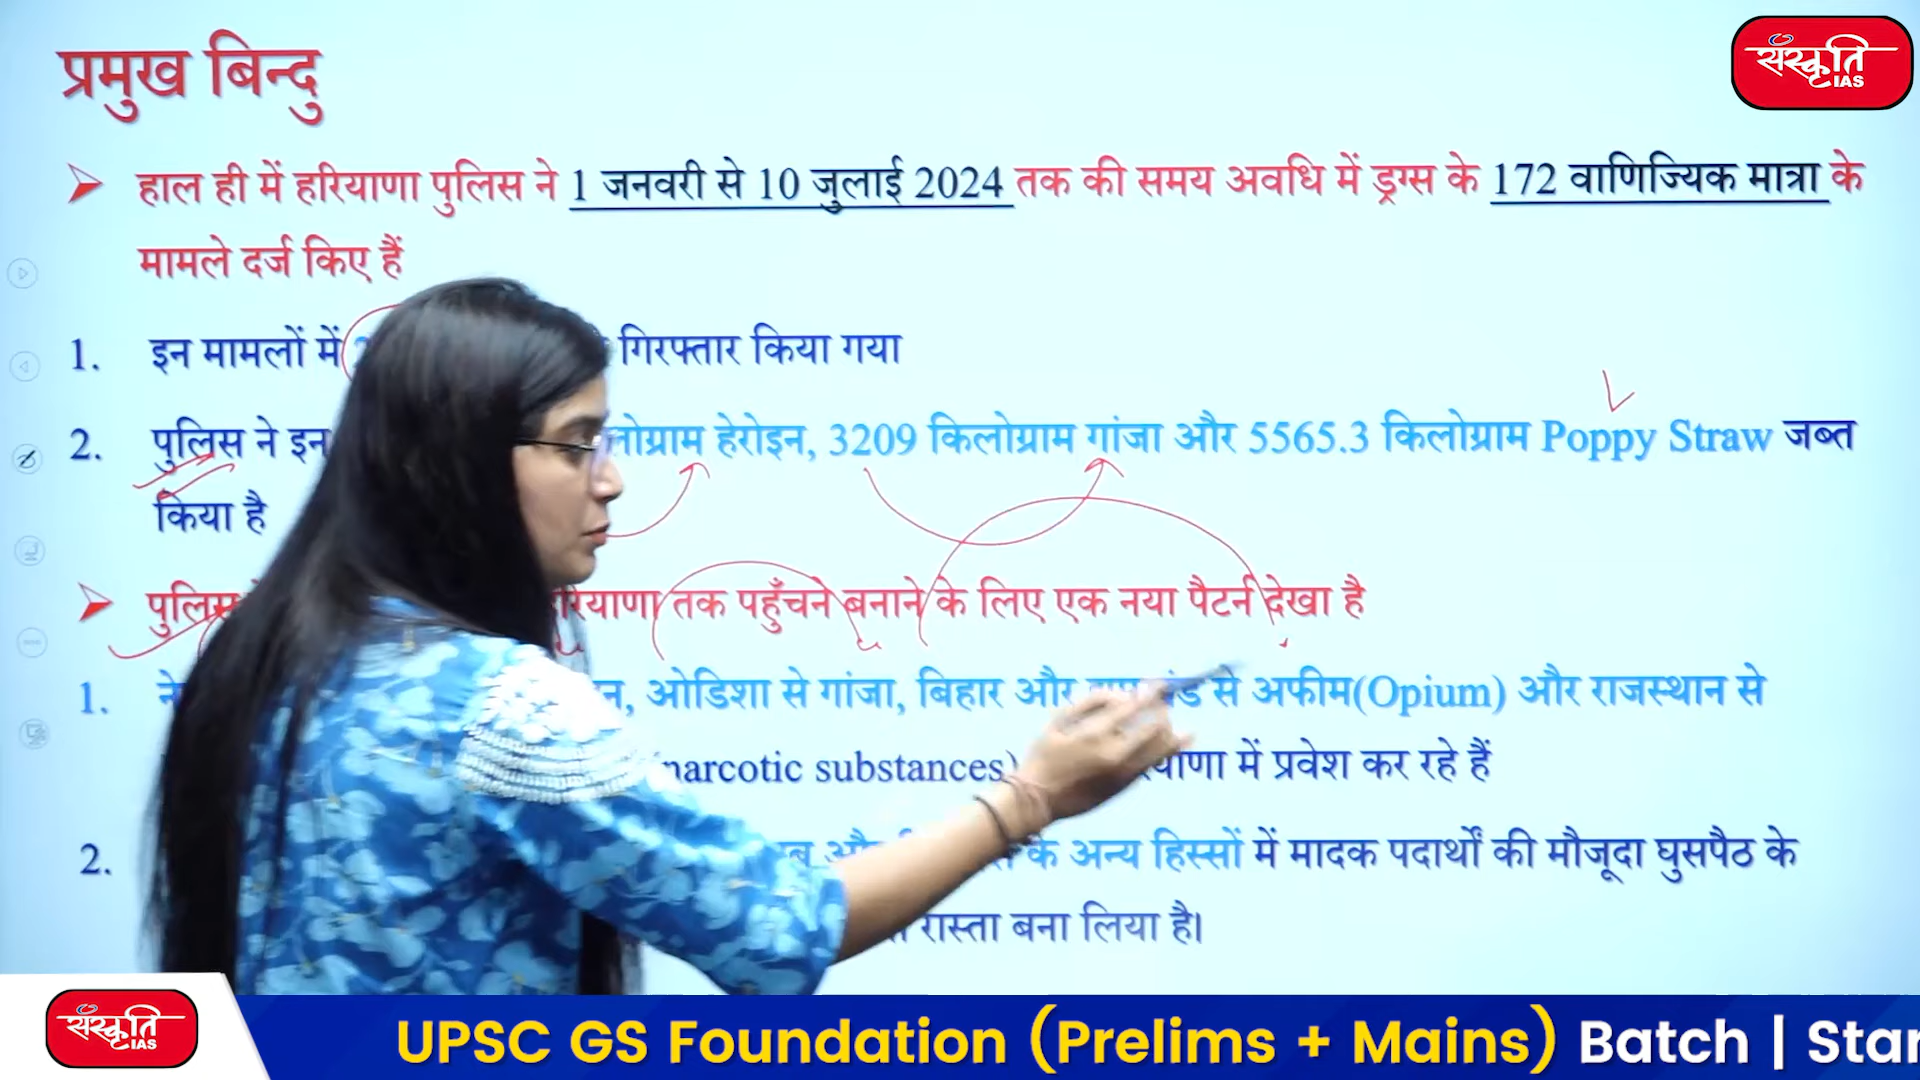 प्रमुख बिन्दु
संस्कृति
IAS
➢ हाल ही में हरियाणा पुलिस ने 1 जनवरी से 10 जुलाई 2024 तक की समय अवधि में ड्रग्स के 172 वाणिज्यिक मात्रा के
मामले दर्ज किए हैं
1. इन मामलों में गिरफ्तार किया गया
2. पुलिस ने इन हेरोइन, 3209 किलोग्राम गांजा और 5565.3 किलोग्राम Poppy Straw जब्त
किया है
➢ पुलिस तक पहुँचने बनाने के लिए एक नया पैटर्न देखा है
1. ओडिशा से गांजा, बिहार और से अफीम(Opium) और राजस्थान से
narcotic substances) में प्रवेश कर रहे हैं
2. के अन्य हिस्सों में मादक पदार्थों की मौजूदा घुसपैठ के
रास्ता बना लिया है।
संस्कृति
IAS
UPSC GS Foundation (Prelims + Mains) Batch |